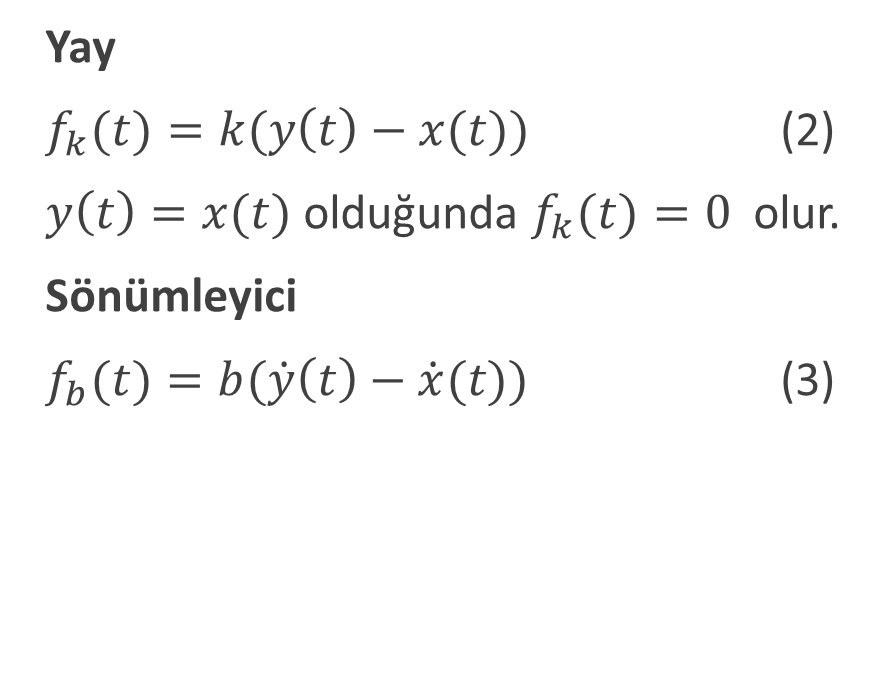 Yay
f_k(t) = k(y(t) − x(t)) (2)
y(t) = x(t) olduğunda f_k(t) = 0 olur.
Sönümleyici
f_b(t) = b(ẏ(t) − ẋ(t)) (3)